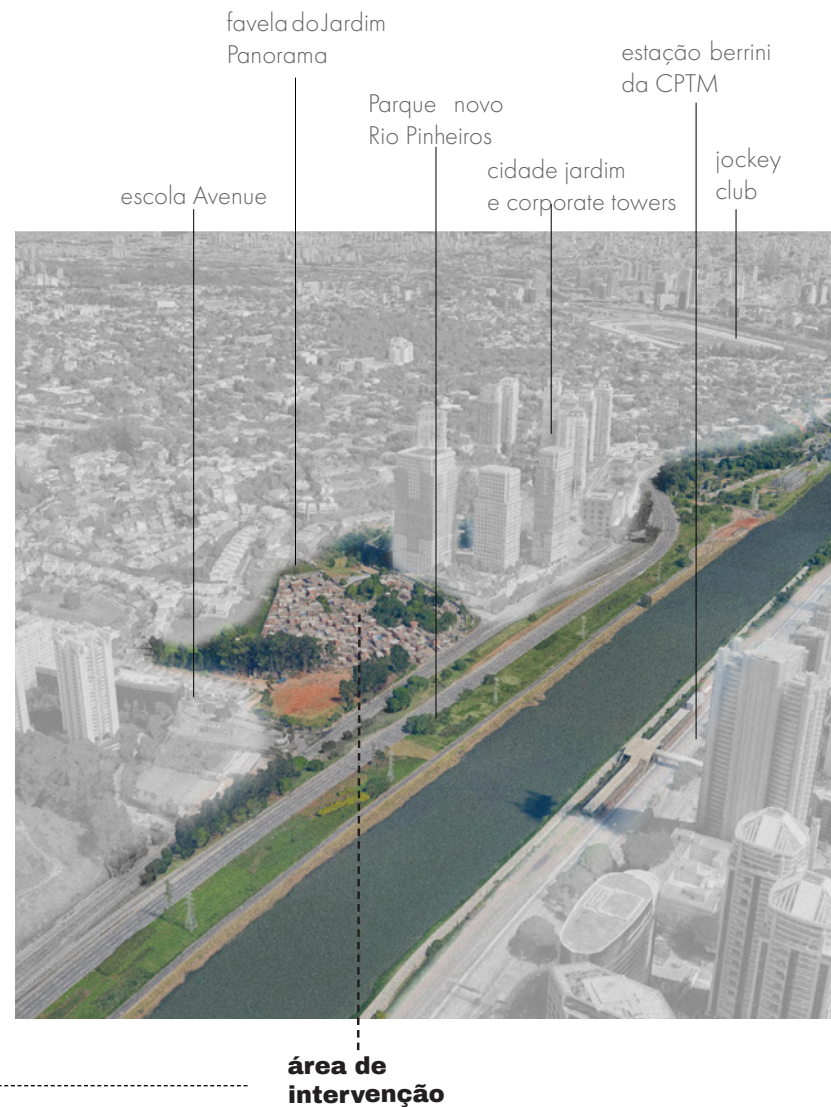 favela do Jardim
Panorama
estação berrini
da CPTM
Parque novo
Rio Pinheiros
cidade jardim
e corporate towers
jockey
club
escola Avenue
área de
intervenção